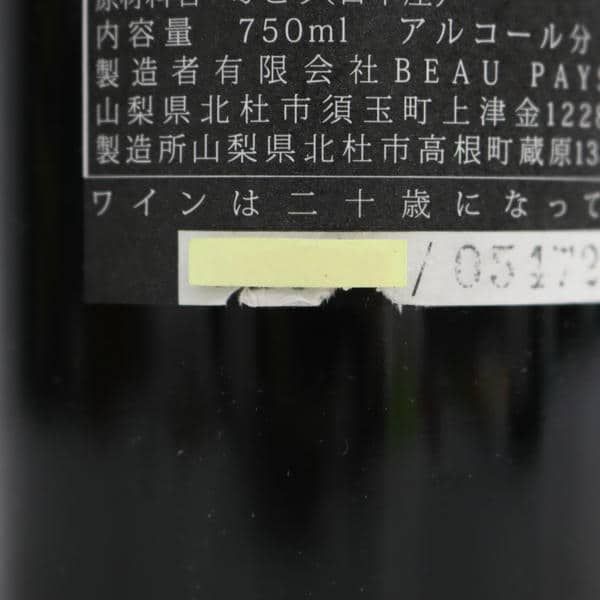 内容量 750ml アルコール分
製造者有限会社BEAU PAYS
山梨県北杜市須玉町上津金1228
製造所山梨県北杜市高根町蔵原13
ワインは二十歳になって
/05172